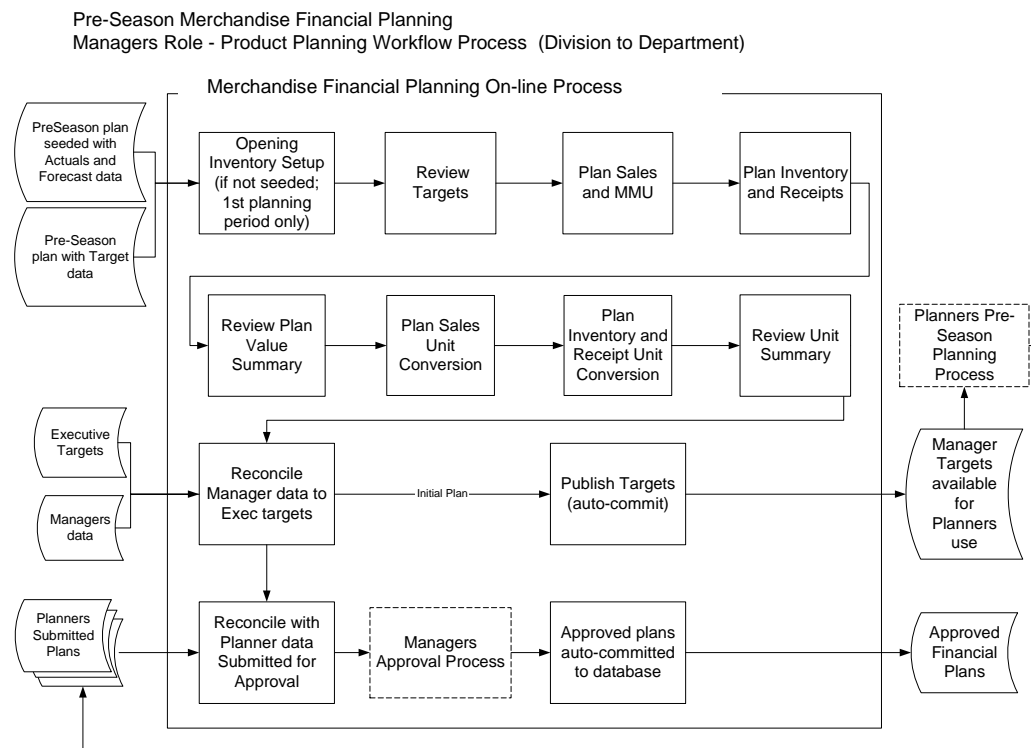 Pre-Season Merchandise Financial Planning
Managers Role - Product Planning Workflow Process  (Division to Department)
Merchandise Financial Planning On-line Process
PreSeason plan
seeded with
Actuals and
Forecast data
Pre-Season
plan with Target
data
Opening
Inventory Setup
(if not seeded;
1st planning
period only)
Review
Targets
Plan Sales
and MMU
Plan Inventory
and Receipts
Review Plan
Value
Summary
Plan Sales
Unit
Conversion
Plan
Inventory and
Receipt Unit
Conversion
Review Unit
Summary
Planners Pre-
Season
Planning
Process
Executive
Targets
Managers
data
Reconcile
Manager data to
Exec targets
Initial Plan
Publish Targets
(auto-commit)
Manager
Targets
available
for
Planners
use
Planners
Submitted
Plans
Reconcile with
Planner data
Submitted for
Approval
Managers
Approval Process
Approved plans
auto-committed
to database
Approved
Financial
Plans